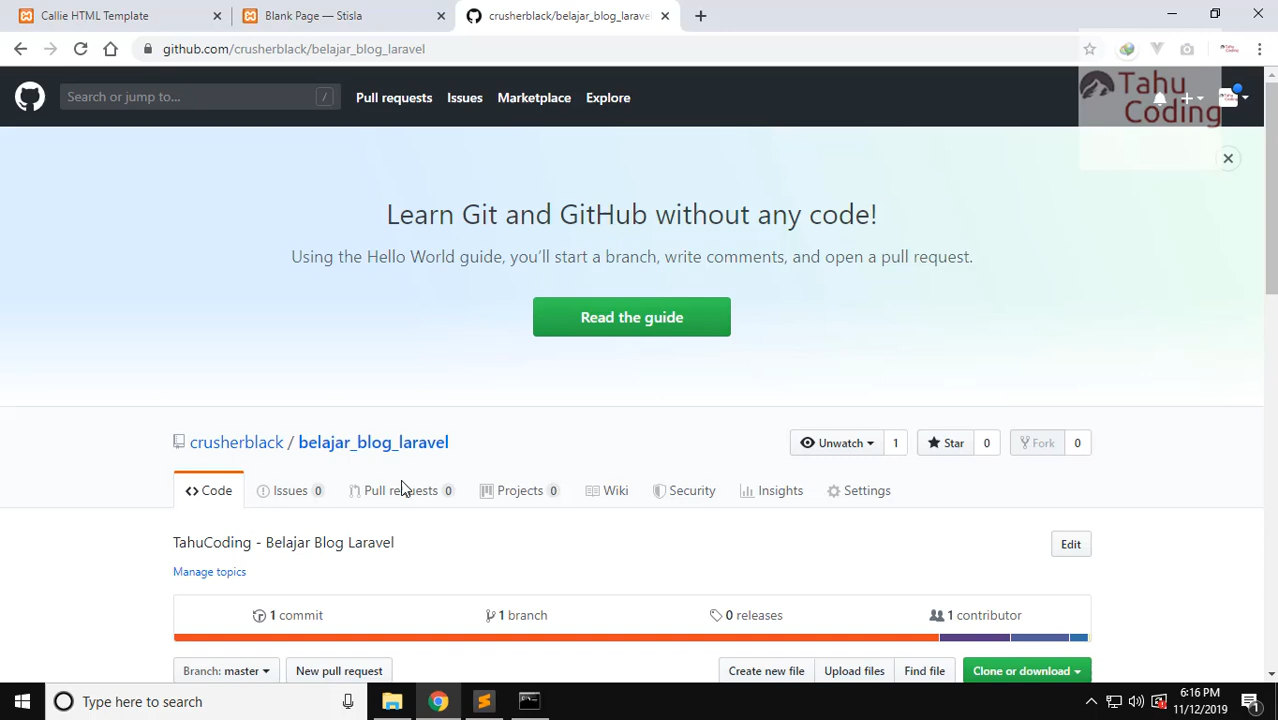 Callie HTML Template
Blank Page — Stisla
crusherblack/belajar_blog_laravel
github.com/crusherblack/belajar_blog_laravel
Search or jump to... /
Pull requests Issues Marketplace Explore
Tahu
Coding
Learn Git and GitHub without any code!
Using the Hello World guide, you’ll start a branch, write comments, and open a pull request.
Read the guide
crusherblack / belajar_blog_laravel
Unwatch 1 Star 0 Fork 0
Code Issues 0 Pull requests 0 Projects 0 Wiki Security Insights Settings
TahuCoding - Belajar Blog Laravel
Edit
Manage topics
1 commit 1 branch 0 releases 1 contributor
Branch: master New pull request Create new file Upload files Find file Clone or download
Type here to search
6:16 PM
11/12/2019
1